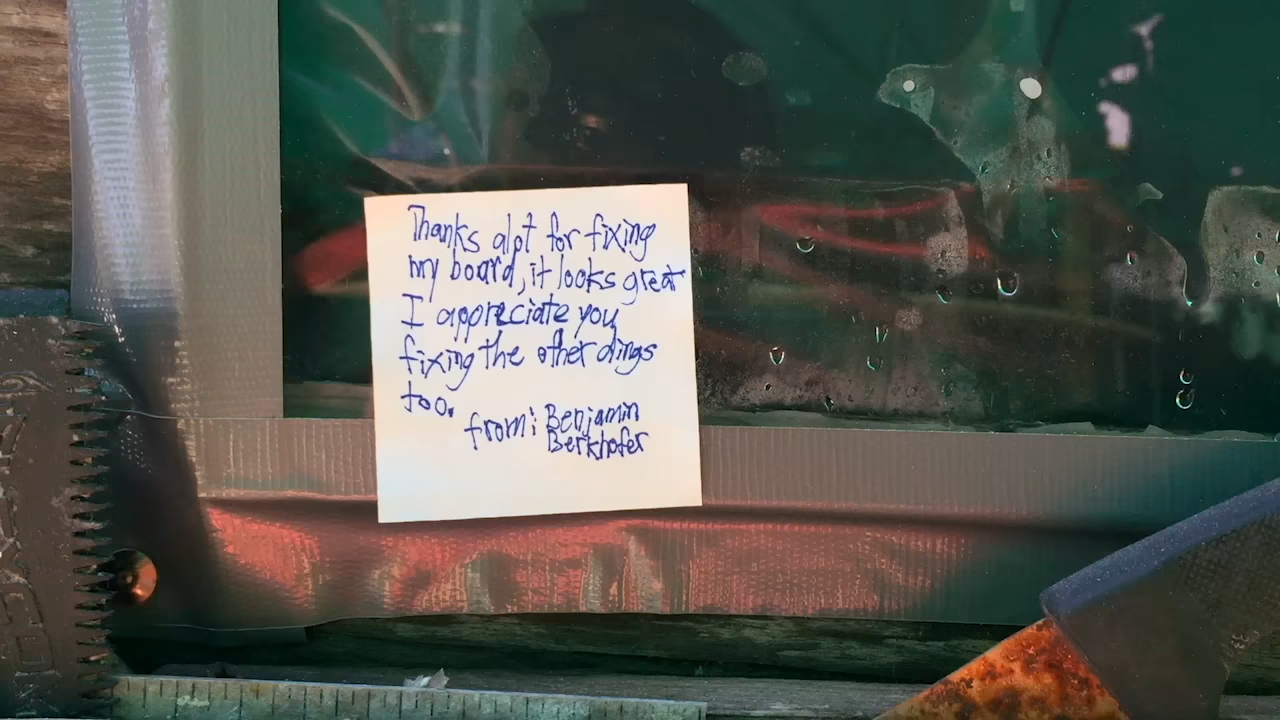 Thanks alot for fixing
my board, it looks great
I appreciate you
fixing the other dings
too.
from: Benjamin
Berkhofer